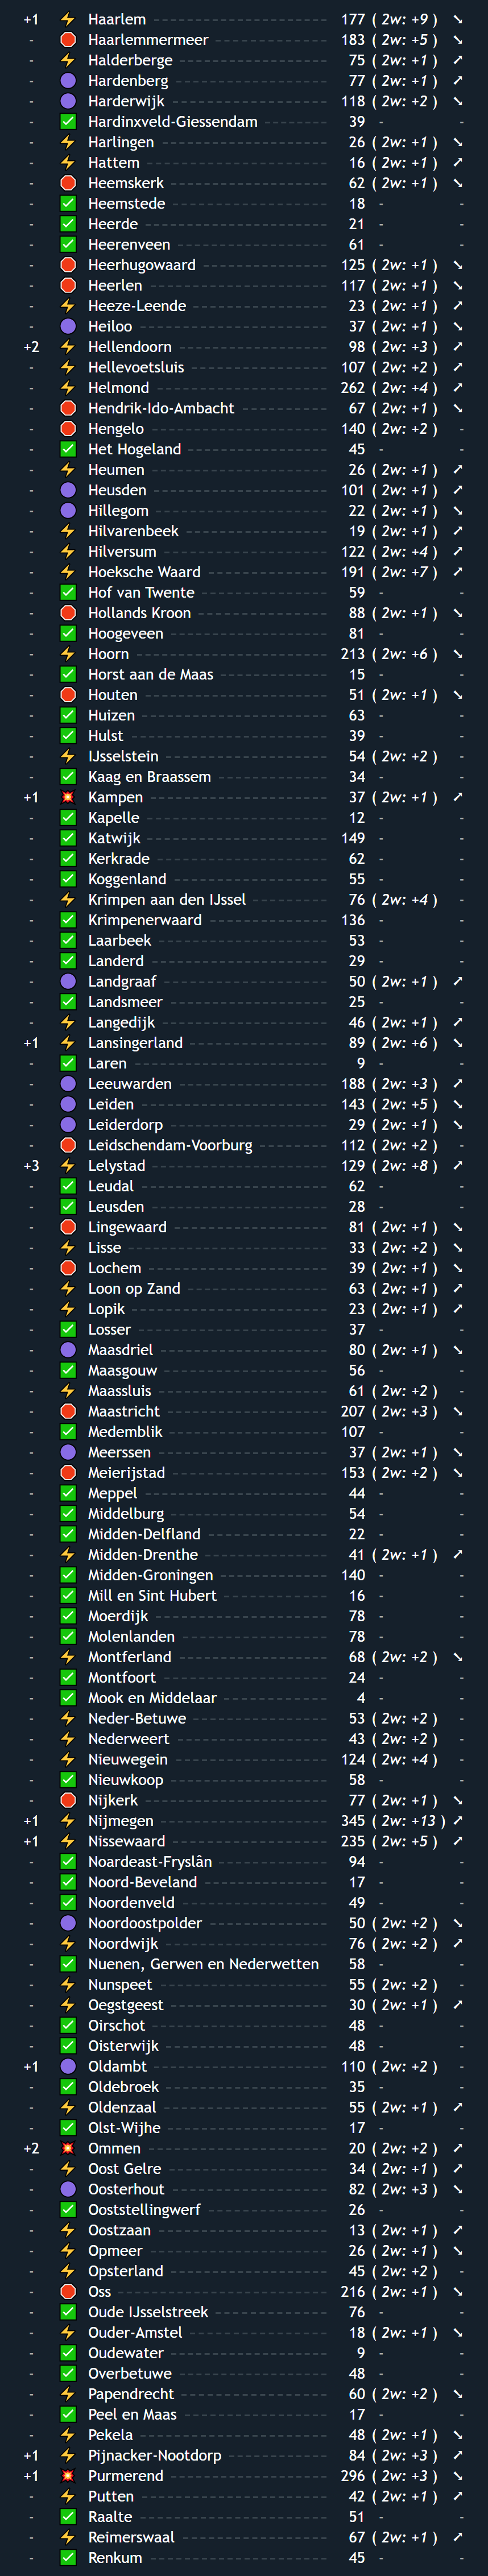 +1 ⚡ Haarlem 177 ( 2w: +9 ) ➘
- 🛑 Haarlemmermeer 183 ( 2w: +5 ) ➘
- ⚡ Halderberge 75 ( 2w: +1 ) ➚
- 🟣 Hardenberg 77 ( 2w: +1 ) ➚
- 🟣 Harderwijk 118 ( 2w: +2 ) ➘
- ✅ Hardinxveld-Giessendam 39 - -
- ⚡ Harlingen 26 ( 2w: +1 ) ➘
- ⚡ Hattem 16 ( 2w: +1 ) ➚
- 🛑 Heemskerk 62 ( 2w: +1 ) ➘
- ✅ Heemstede 18 - -
- ✅ Heerde 21 - -
- ✅ Heerenveen 61 - -
- 🛑 Heerhugowaard 125 ( 2w: +1 ) ➘
- 🛑 Heerlen 117 ( 2w: +1 ) ➘
- ⚡ Heeze-Leende 23 ( 2w: +1 ) ➚
- 🟣 Heiloo 37 ( 2w: +1 ) ➘
+2 ⚡ Hellendoorn 98 ( 2w: +3 ) ➚
- ⚡ Hellevoetsluis 107 ( 2w: +2 ) ➚
- ⚡ Helmond 262 ( 2w: +4 ) ➚
- 🛑 Hendrik-Ido-Ambacht 67 ( 2w: +1 ) ➘
- 🛑 Hengelo 140 ( 2w: +2 ) -
- ✅ Het Hogeland 45 - -
- ⚡ Heumen 26 ( 2w: +1 ) ➚
- 🟣 Heusden 101 ( 2w: +1 ) ➚
- 🟣 Hillegom 22 ( 2w: +1 ) ➘
- ⚡ Hilvarenbeek 19 ( 2w: +1 ) ➚
- ⚡ Hilversum 122 ( 2w: +4 ) ➚
- ⚡ Hoeksche Waard 191 ( 2w: +7 ) ➚
- ✅ Hof van Twente 59 - -
- 🛑 Hollands Kroon 88 ( 2w: +1 ) ➘
- ✅ Hoogeveen 81 - -
- ⚡ Hoorn 213 ( 2w: +6 ) ➘
- ✅ Horst aan de Maas 15 - -
- 🛑 Houten 51 ( 2w: +1 ) ➘
- ✅ Huizen 63 - -
- ✅ Hulst 39 - -
- ⚡ IJsselstein 54 ( 2w: +2 ) -
- ✅ Kaag en Braassem 34 - -
+1 💥 Kampen 37 ( 2w: +1 ) ➚
- ✅ Kapelle 12 - -
- ✅ Katwijk 149 - -
- ✅ Kerkrade 62 - -
- ✅ Koggenland 55 - -
- ⚡ Krimpen aan den IJssel 76 ( 2w: +4 ) -
- ✅ Krimpenerwaard 136 - -
- ✅ Laarbeek 53 - -
- ✅ Landerd 29 - -
- 🟣 Landgraaf 50 ( 2w: +1 ) ➚
- ✅ Landsmeer 25 - -
- ⚡ Langedijk 46 ( 2w: +1 ) ➚
+1 ⚡ Lansingerland 89 ( 2w: +6 ) ➘
- ✅ Laren 9 - -
- 🟣 Leeuwarden 188 ( 2w: +3 ) ➚
- 🟣 Leiden 143 ( 2w: +5 ) ➘
- 🟣 Leiderdorp 29 ( 2w: +1 ) ➘
- 🛑 Leidschendam-Voorburg 112 ( 2w: +2 ) -
+3 ⚡ Lelystad 129 ( 2w: +8 ) ➚
- ✅ Leudal 62 - -
- ✅ Leusden 28 - -
- 🛑 Lingewaard 81 ( 2w: +1 ) ➘
- ⚡ Lisse 33 ( 2w: +2 ) ➘
- 🛑 Lochem 39 ( 2w: +1 ) ➘
- ⚡ Loon op Zand 63 ( 2w: +1 ) ➚
- ⚡ Lopik 23 ( 2w: +1 ) ➚
- ✅ Losser 37 - -
- 🟣 Maasdriel 80 ( 2w: +1 ) ➘
- ✅ Maasgouw 56 - -
- ⚡ Maassluis 61 ( 2w: +2 ) -
- 🛑 Maastricht 207 ( 2w: +3 ) ➘
- ✅ Medemblik 107 - -
- 🟣 Meerssen 37 ( 2w: +1 ) ➘
- 🛑 Meierijstad 153 ( 2w: +2 ) ➘
- ✅ Meppel 44 - -
- ✅ Middelburg 54 - -
- ✅ Midden-Delfland 22 - -
- ⚡ Midden-Drenthe 41 ( 2w: +1 ) ➚
- ✅ Midden-Groningen 140 - -
- ✅ Mill en Sint Hubert 16 - -
- ✅ Moerdijk 78 - -
- ✅ Molenlanden 78 - -
- ⚡ Montferland 68 ( 2w: +2 ) ➘
- ✅ Montfoort 24 - -
- ✅ Mook en Middelaar 4 - -
- ⚡ Neder-Betuwe 53 ( 2w: +2 ) -
- ⚡ Nederweert 43 ( 2w: +2 ) -
- ⚡ Nieuwegein 124 ( 2w: +4 ) -
- ✅ Nieuwkoop 58 - -
- 🛑 Nijkerk 77 ( 2w: +1 ) ➘
+1 ⚡ Nijmegen 345 ( 2w: +13 ) ➚
+1 ⚡ Nissewaard 235 ( 2w: +5 ) ➚
- ✅ Noardeast-Fryslân 94 - -
- ✅ Noord-Beveland 17 - -
- ✅ Noordenveld 49 - -
- 🟣 Noordoostpolder 50 ( 2w: +2 ) ➘
- ⚡ Noordwijk 76 ( 2w: +2 ) ➚
- ✅ Nuenen, Gerwen en Nederwetten 58 - -
- ⚡ Nunspeet 55 ( 2w: +2 ) -
- ⚡ Oegstgeest 30 ( 2w: +1 ) ➚
- ✅ Oirschot 48 - -
- ✅ Oisterwijk 48 - -
+1 🟣 Oldambt 110 ( 2w: +2 ) -
- ✅ Oldebroek 35 - -
- ⚡ Oldenzaal 55 ( 2w: +1 ) ➚
- ✅ Olst-Wijhe 17 - -
+2 💥 Ommen 20 ( 2w: +2 ) ➚
- ⚡ Oost Gelre 34 ( 2w: +1 ) ➚
- 🟣 Oosterhout 82 ( 2w: +3 ) ➘
- ✅ Ooststellingwerf 26 - -
- ⚡ Oostzaan 13 ( 2w: +1 ) ➚
- ⚡ Opmeer 26 ( 2w: +1 ) ➘
- ⚡ Opsterland 45 ( 2w: +2 ) -
- 🛑 Oss 216 ( 2w: +1 ) ➘
- ✅ Oude IJsselstreek 76 - -
- ⚡ Ouder-Amstel 18 ( 2w: +1 ) ➘
- ✅ Oudewater 9 - -
- ✅ Overbetuwe 48 - -
- ⚡ Papendrecht 60 ( 2w: +2 ) ➘
- ✅ Peel en Maas 17 - -
- ⚡ Pekela 48 ( 2w: +1 ) ➘
+1 ⚡ Pijnacker-Nootdorp 84 ( 2w: +3 ) ➚
+1 💥 Purmerend 296 ( 2w: +3 ) ➘
- ⚡ Putten 42 ( 2w: +1 ) ➚
- ✅ Raalte 51 - -
- ⚡ Reimerswaal 67 ( 2w: +1 ) ➚
- ✅ Renkum 45 - -